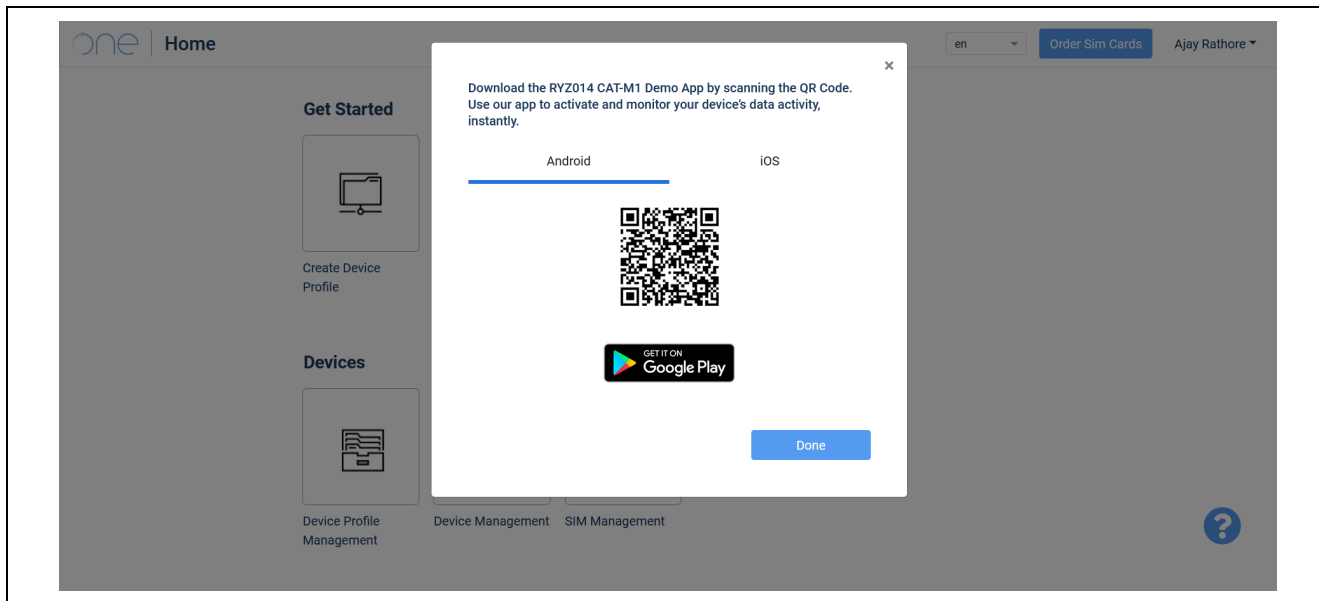 one
Home
en
Order Sim Cards
Ajay Rathore
×
Download the RYZ014 CAT-M1 Demo App by scanning the QR Code.
Use our app to activate and monitor your device's data activity,
instantly.
Android
iOS
GET IT ON
Google Play
Done
Get Started
Create Device
Profile
Devices
Device Profile
Management
Device Management
SIM Management
?